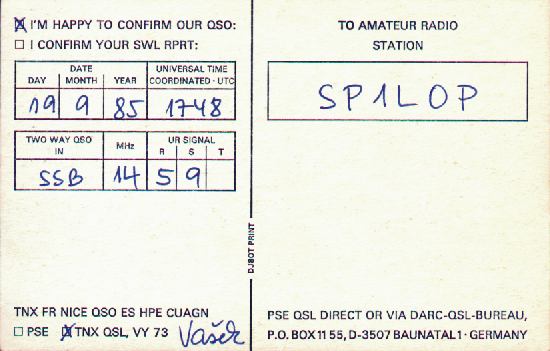 ☒ I'M HAPPY TO CONFIRM OUR QSO:
☐ I CONFIRM YOUR SWL RPRT:
DATE UNIVERSAL TIME
DAY MONTH YEAR COORDINATED - UTC
19 9 85 1748
TWO WAY QSO IN MHz UR SIGNAL
R S T
SSB 14 5 9
TNX FR NICE QSO ES HPE CUAGN
☐ PSE ☒ TNX QSL, VY 73 Vašek
DJ8OT PRINT
TO AMATEUR RADIO
STATION
SP1LOP
PSE QSL DIRECT OR VIA DARC-QSL-BUREAU,
P.O. BOX 11 55, D-3507 BAUNATAL 1 · GERMANY